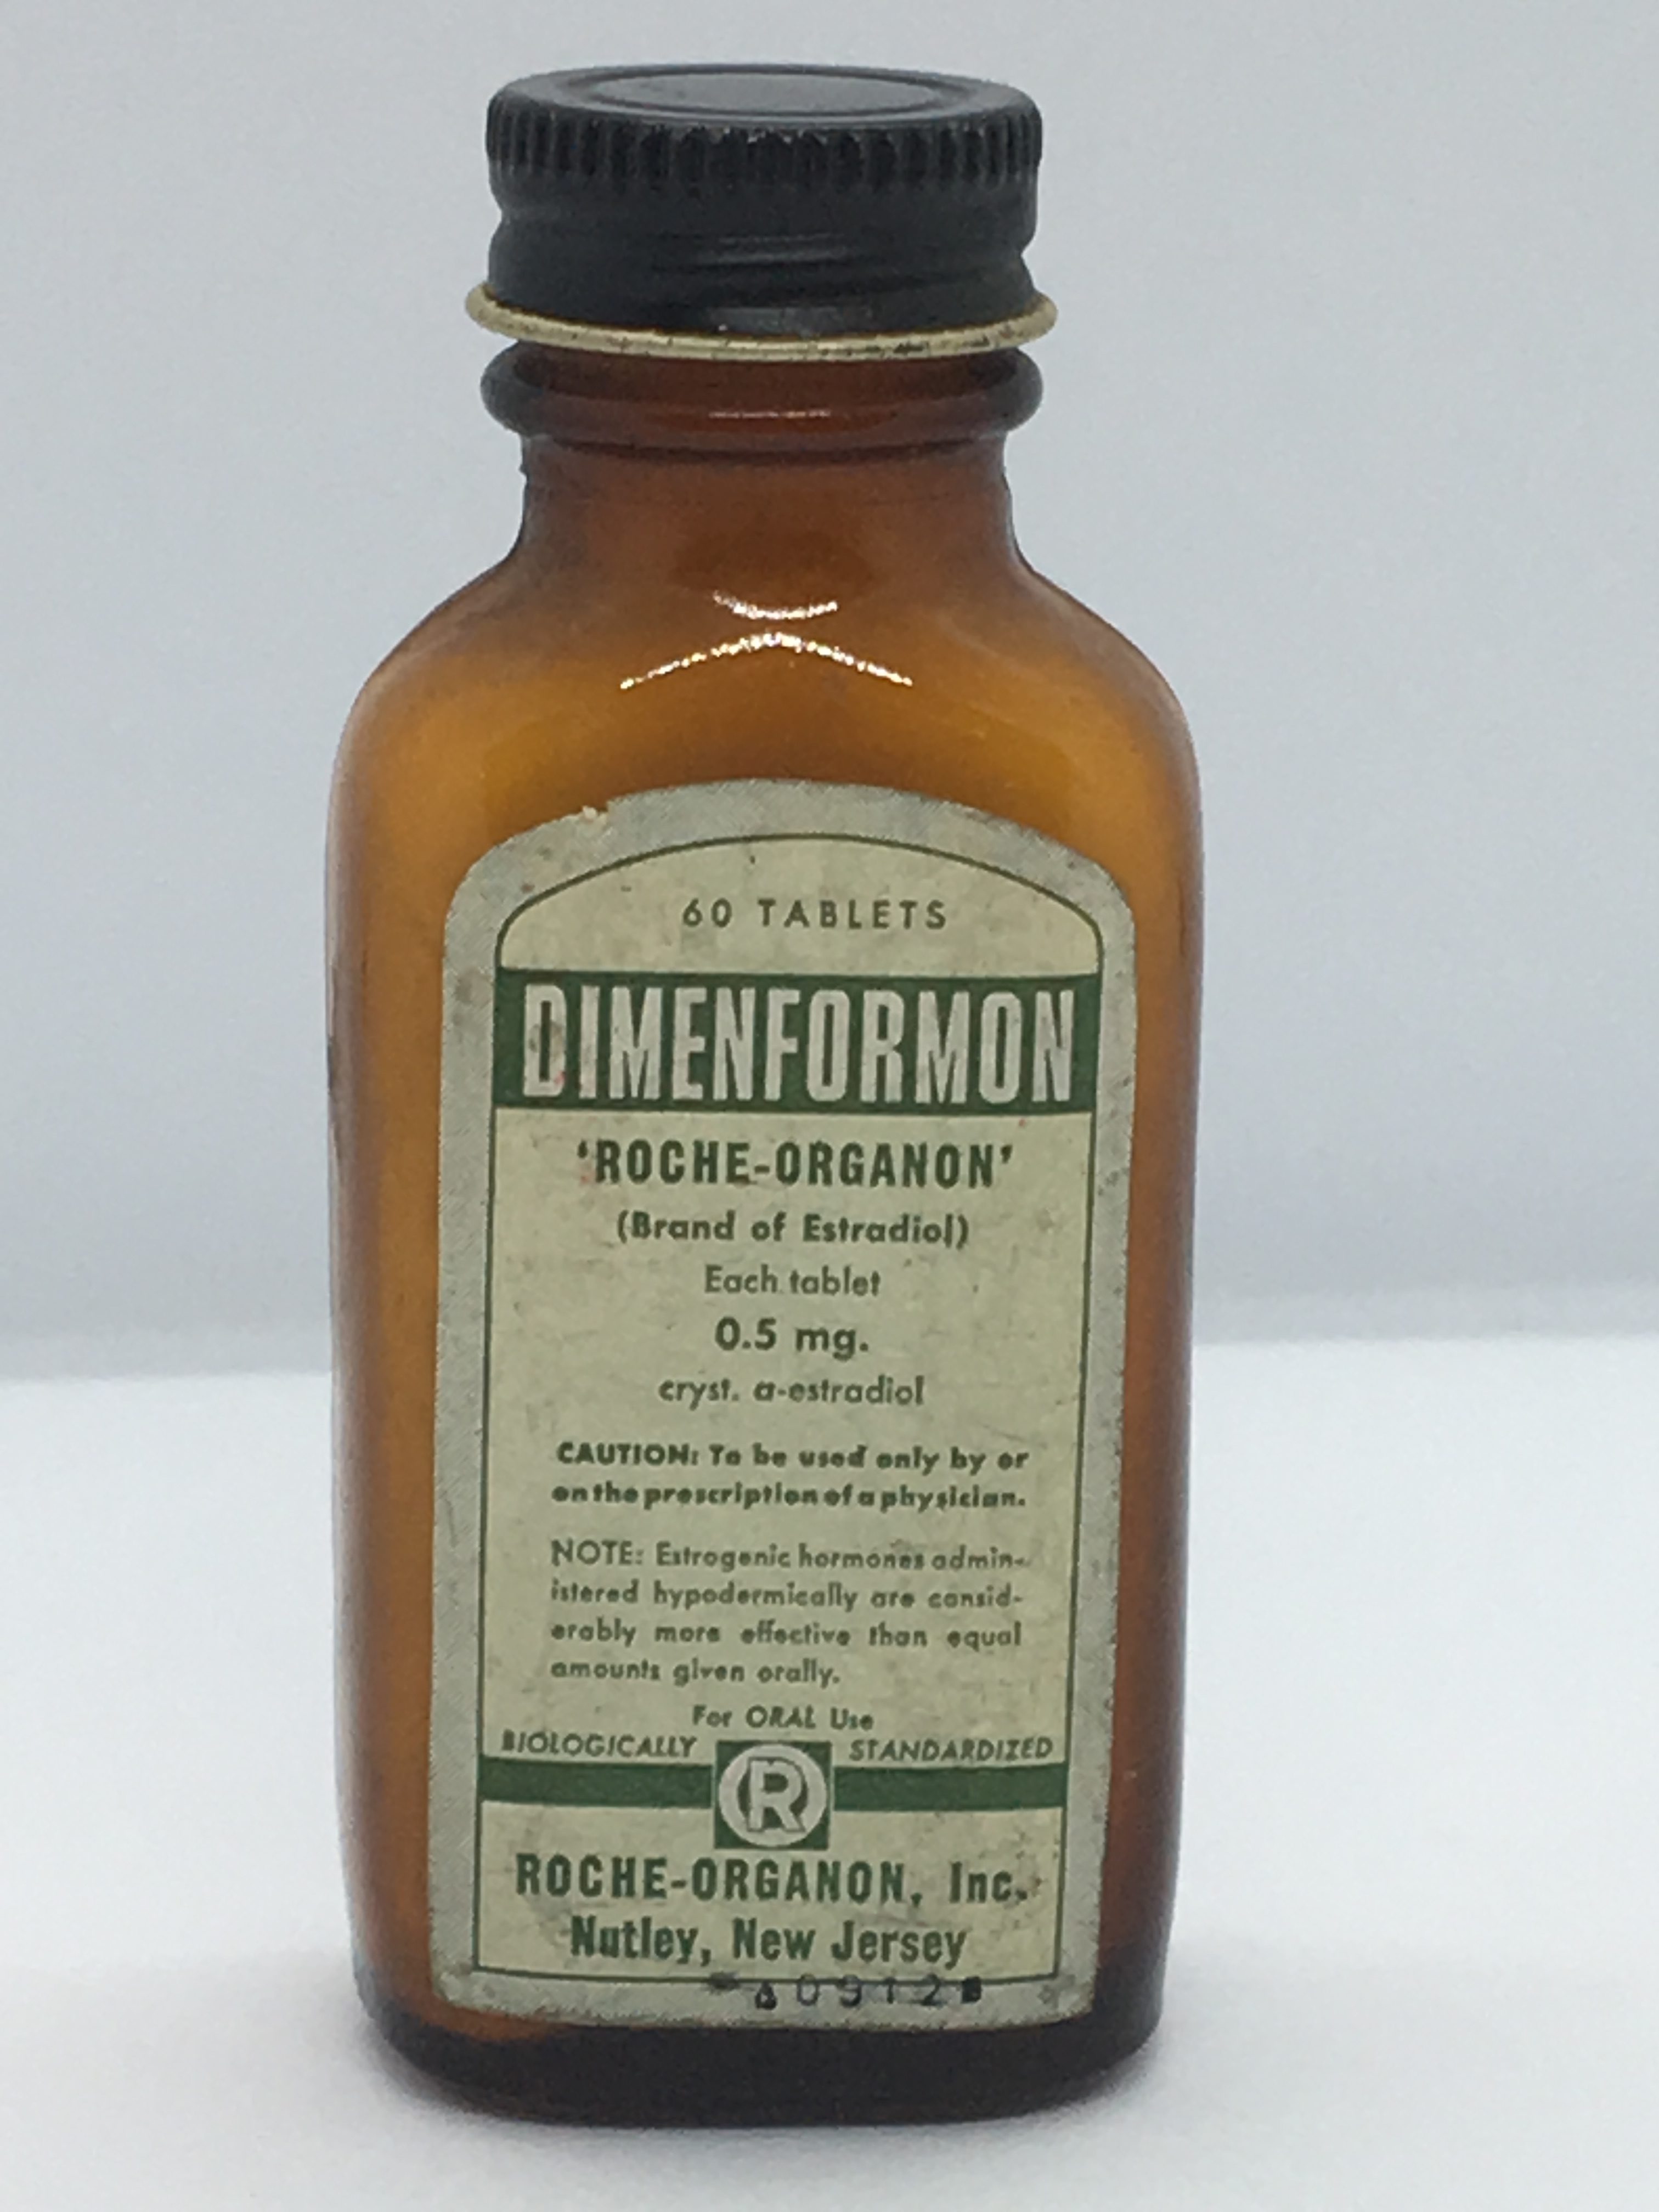 60 TABLETS
DIMENFORMON
'ROCHE-ORGANON'
(Brand of Estradiol)
Each tablet
0.5 mg.
cryst. α-estradiol
CAUTION: To be used only by or
on the prescription of a physician.
NOTE: Estrogenic hormones admin-
istered hypodermically are consid-
erably more effective than equal
amounts given orally.
For ORAL Use
BIOLOGICALLY STANDARDIZED
R
ROCHE-ORGANON, Inc.
Nutley, New Jersey